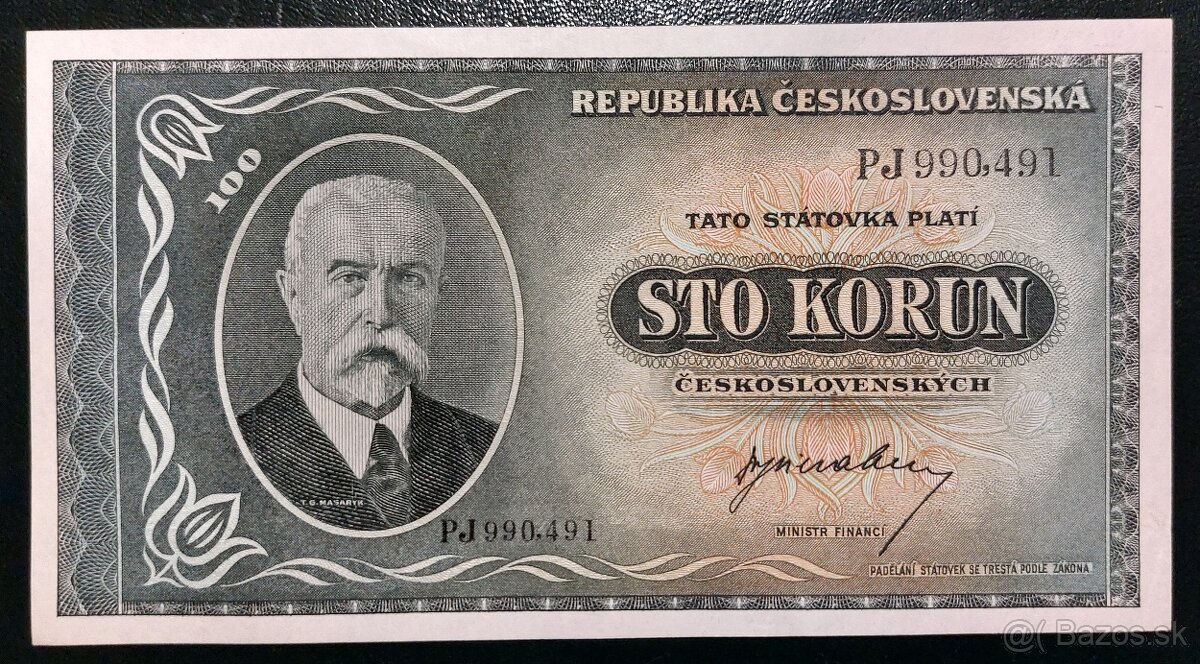 REPUBLIKA ČESKOSLOVENSKÁ
PJ 990,491
100
TATO STÁTOVKA PLATÍ
STO KORUN
ČESKOSLOVENSKÝCH
T. G. MASARYK
PJ 990,491
MINISTR FINANCÍ
PADĚLÁNÍ STÁTOVEK SE TRESTÁ PODLE ZÁKONA
@( Bazos.sk